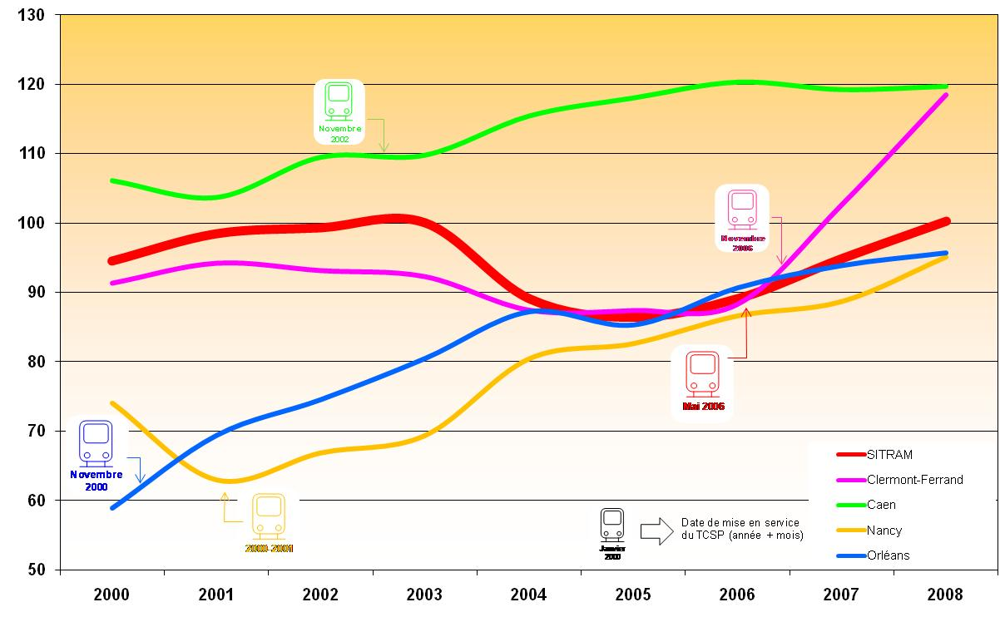 130
120
110
100
90
80
70
60
50
Novembre
2002
Novembre
2006
Mai 2006
Novembre
2000
2000-2001
Janvier
2000
Date de mise en service
du TCSP (année + mois)
SITRAM
Clermont-Ferrand
Caen
Nancy
Orléans
2000 2001 2002 2003 2004 2005 2006 2007 2008